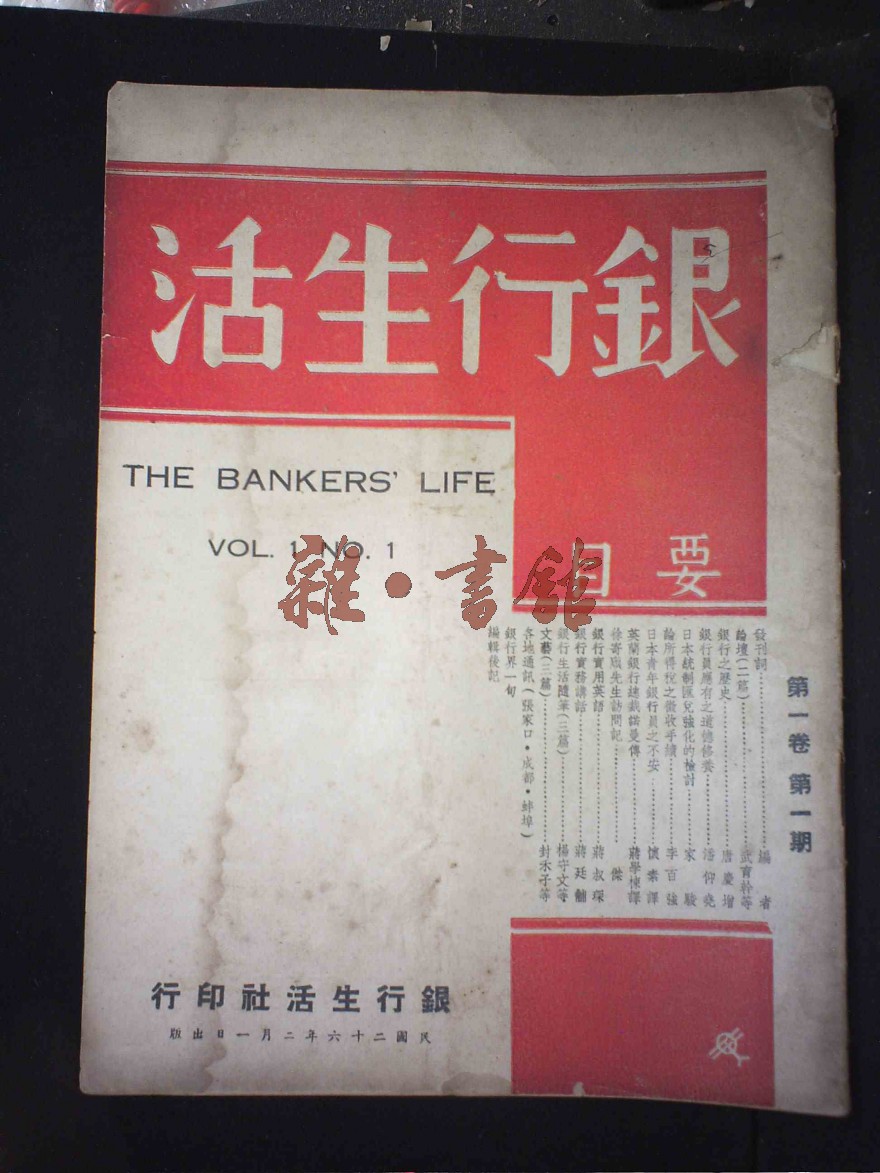 銀行生活
THE BANKERS' LIFE
VOL. 1 NO. 1
雜·書館
要目
發刊詞……編者
論壇(二篇)……武堉幹等
銀行之歷史……唐慶增
銀行員應有之道德修養……潘仰堯
日本統制匯兌強化的檢討……家駿
論所得稅之徵收手續……李百強
日本青年銀行員之不安……懷素譯
英蘭銀行總裁諾曼傳……蔣學棟譯
徐寄廎先生訪問記……傑
銀行實用英語……蔣叔琛
銀行實務講話……蔣廷黼
銀行生活隨筆(三篇)……楊守文等
文藝(三篇)……封禾子等
各地通訊(張家口·成都·蚌埠)
銀行界一旬
編輯後記
第一卷 第一期
銀行生活社印行
民國二十六年二月一日出版